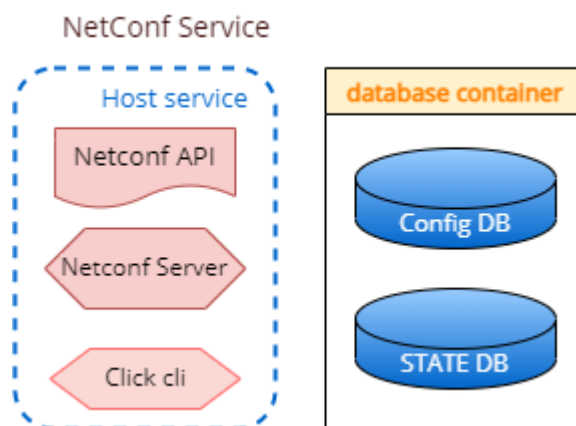 NetConf Service
Host service
Netconf API
Netconf Server
Click cli
database container
Config DB
STATE DB